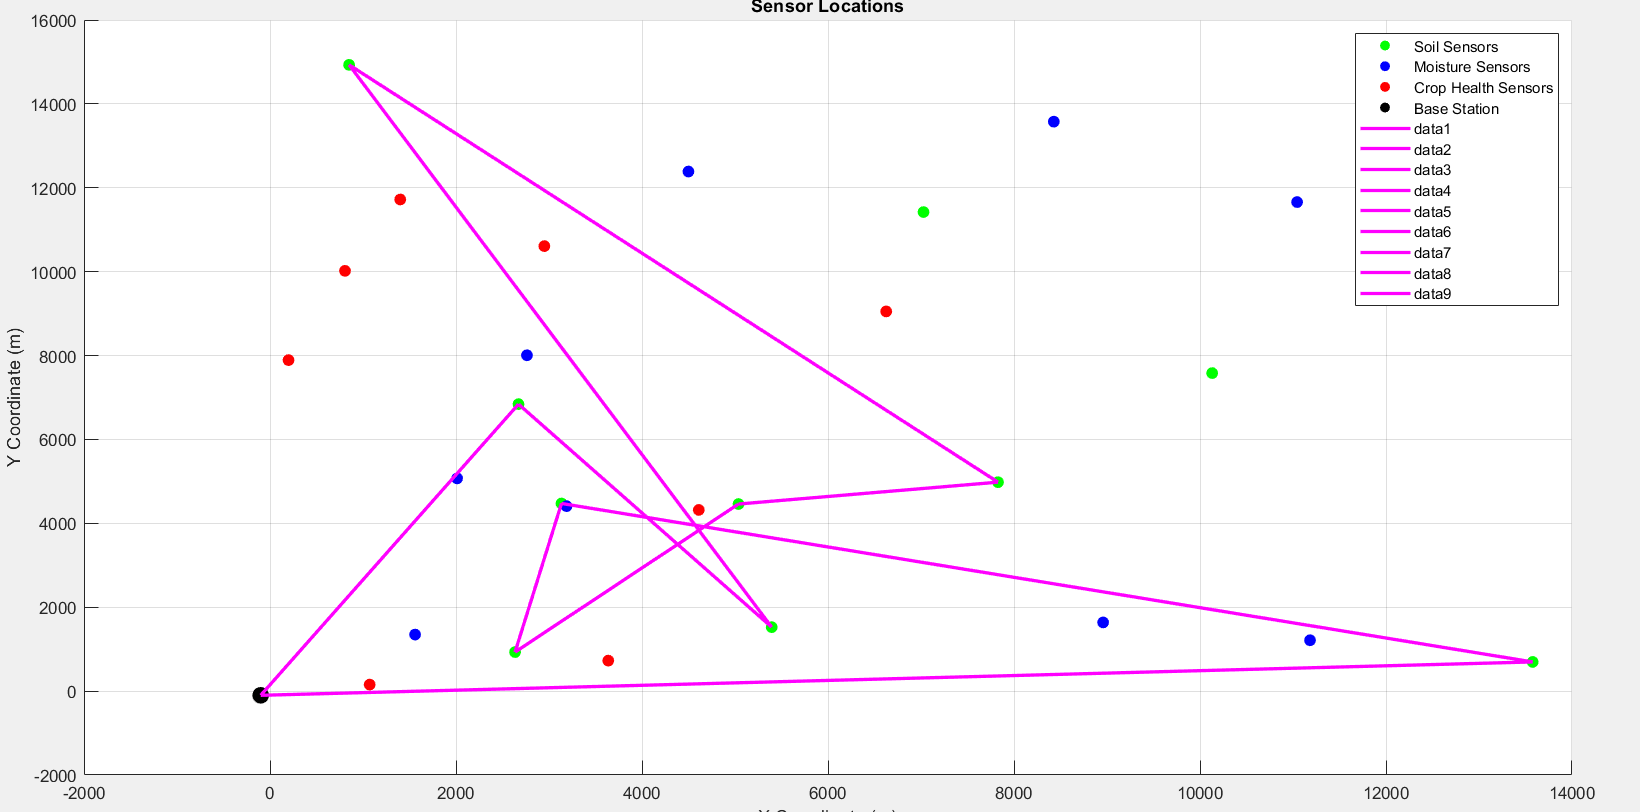 Sensor Locations
16000
14000
12000
10000
8000
6000
4000
2000
0
-2000
Y Coordinate (m)
-2000
0
2000
4000
6000
8000
10000
12000
14000
Soil Sensors
Moisture Sensors
Crop Health Sensors
Base Station
data1
data2
data3
data4
data5
data6
data7
data8
data9